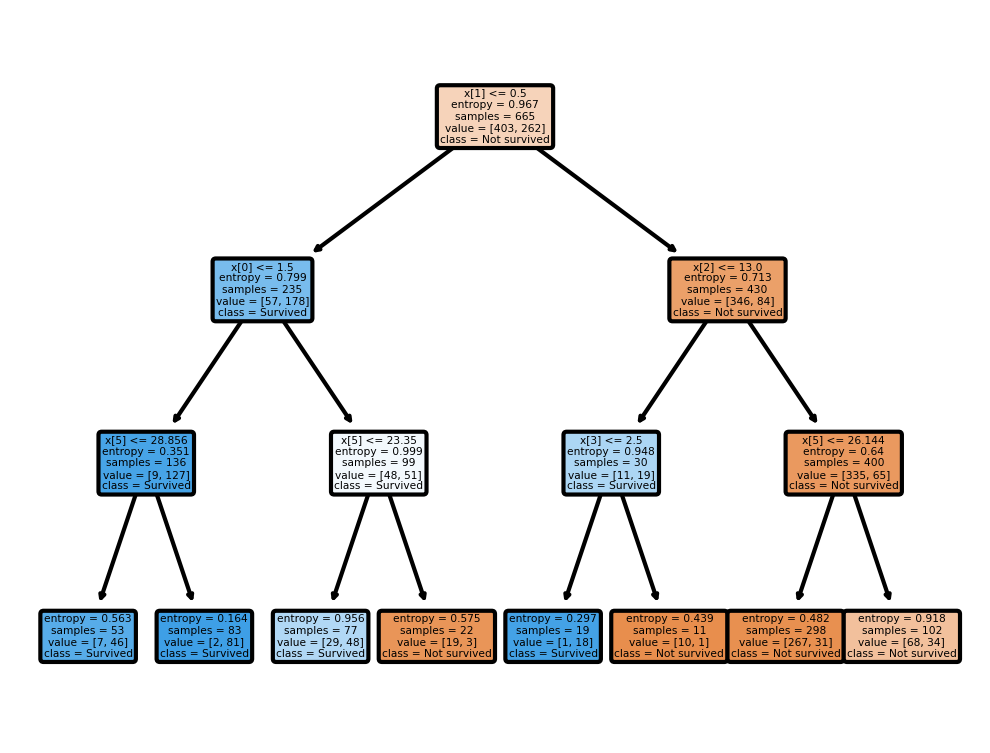 x[1] <= 0.5
entropy = 0.967
samples = 665
value = [403, 262]
class = Not survived
x[0] <= 1.5
entropy = 0.799
samples = 235
value = [57, 178]
class = Survived
x[2] <= 13.0
entropy = 0.713
samples = 430
value = [346, 84]
class = Not survived
x[5] <= 28.856
entropy = 0.351
samples = 136
value = [9, 127]
class = Survived
x[5] <= 23.35
entropy = 0.999
samples = 99
value = [48, 51]
class = Survived
x[3] <= 2.5
entropy = 0.948
samples = 30
value = [11, 19]
class = Survived
x[5] <= 26.144
entropy = 0.64
samples = 400
value = [335, 65]
class = Not survived
entropy = 0.563
samples = 53
value = [7, 46]
class = Survived
entropy = 0.164
samples = 83
value = [2, 81]
class = Survived
entropy = 0.956
samples = 77
value = [29, 48]
class = Survived
entropy = 0.575
samples = 22
value = [19, 3]
class = Not survived
entropy = 0.297
samples = 19
value = [1, 18]
class = Survived
entropy = 0.439
samples = 11
value = [10, 1]
class = Not survived
entropy = 0.482
samples = 298
value = [267, 31]
class = Not survived
entropy = 0.918
samples = 102
value = [68, 34]
class = Not survived